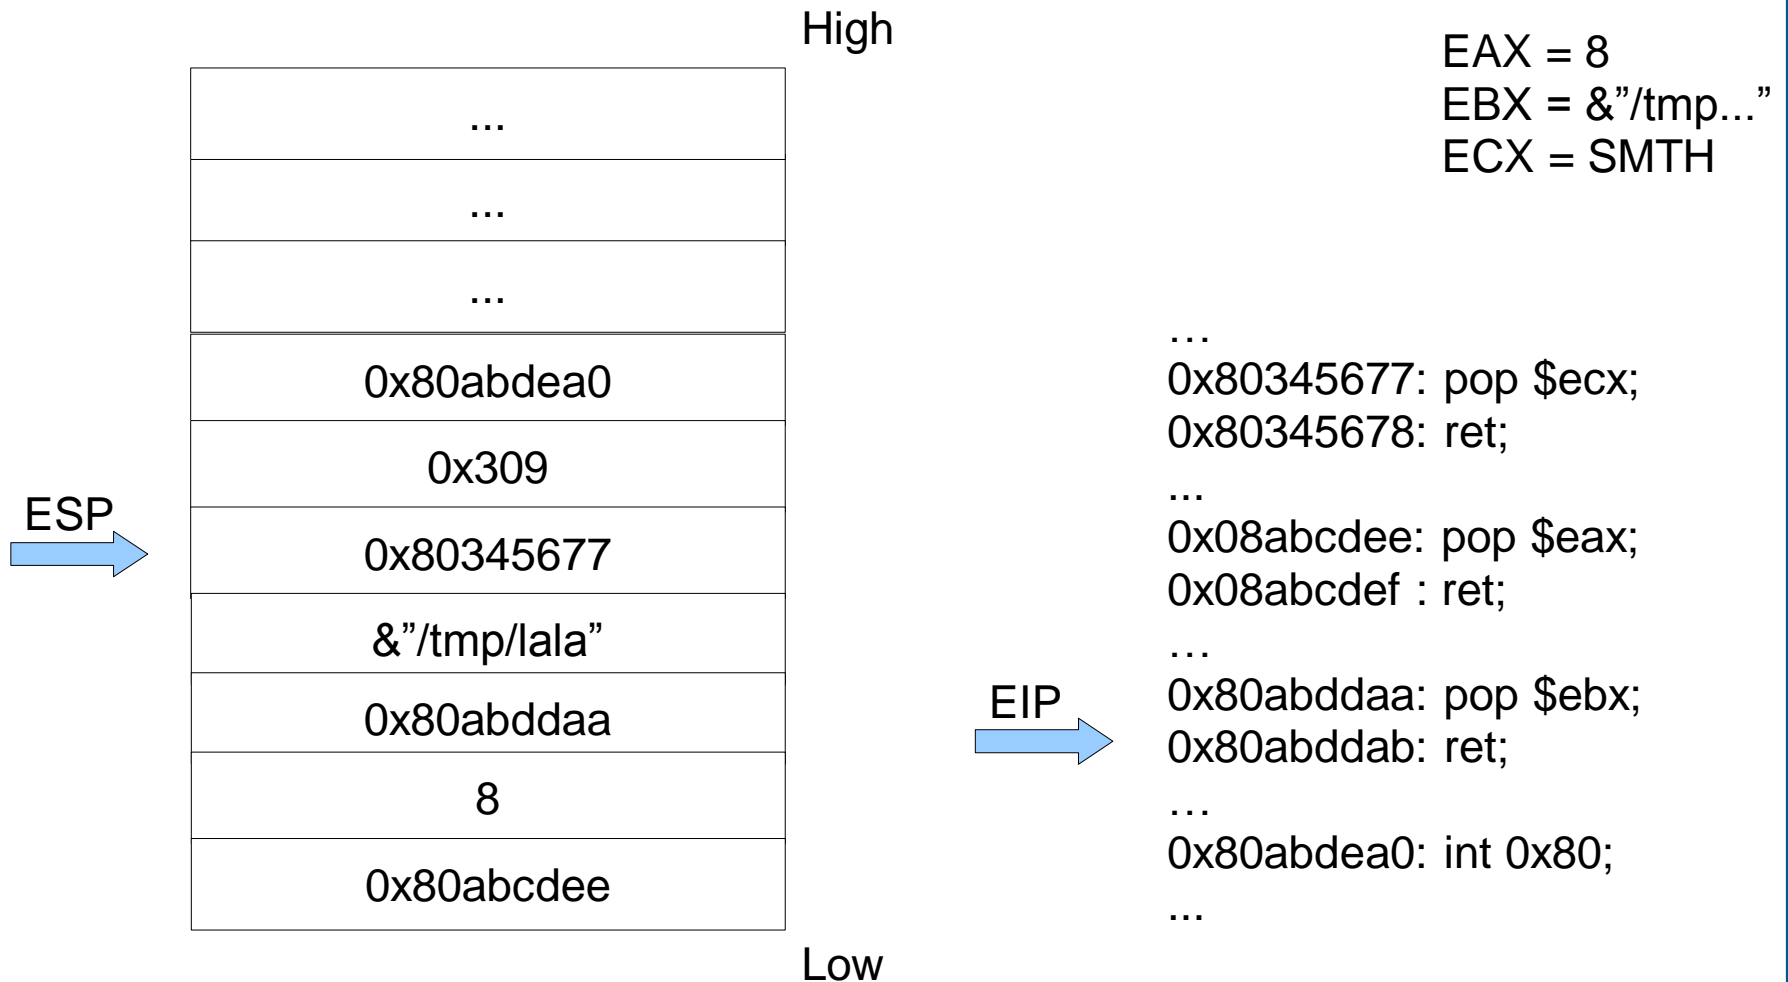 High
EAX = 8
EBX = &”/tmp...”
ECX = SMTH
...
...
...
0x80abdea0
0x309
ESP
0x80345677
&”/tmp/lala”
0x80abddaa
8
0x80abcdee
Low
…
0x80345677: pop $ecx;
0x80345678: ret;
...
0x08abcdee: pop $eax;
0x08abcdef : ret;
…
EIP
0x80abddaa: pop $ebx;
0x80abddab: ret;
…
0x80abdea0: int 0x80;
...